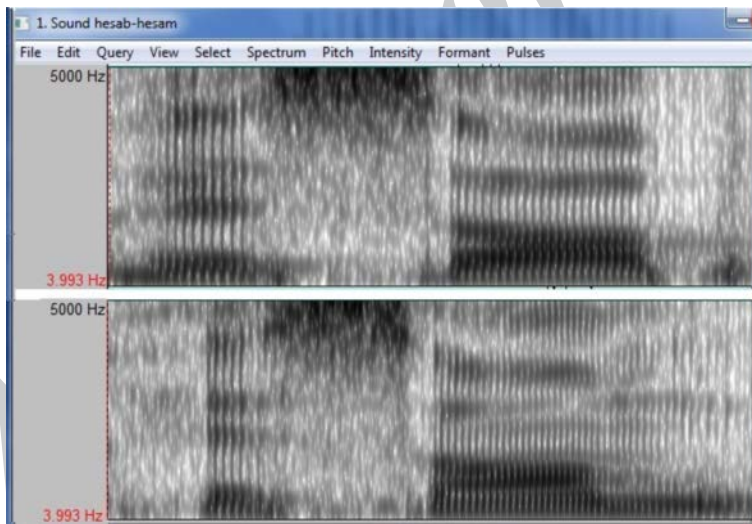 1. Sound hesab-hesam
File Edit Query View Select Spectrum Pitch Intensity Formant Pulses
5000 Hz
3.993 Hz
5000 Hz
3.993 Hz